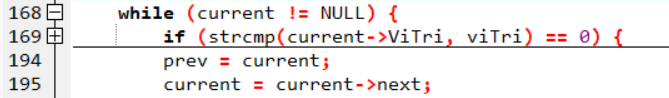 168 while (current != NULL) {
169 if (strcmp(current->ViTri, viTri) == 0) {
194 prev = current;
195 current = current->next;